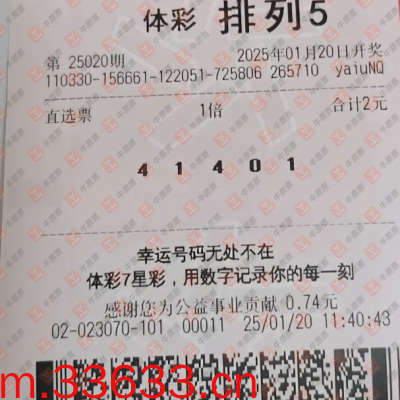 体彩 排列5
第 25020期 2025年01月20日开奖
110330-156661-122051-725806 265710 yaiuNQ
直选票 1倍 合计2元
4 1 4 0 1
幸运号码无处不在
体彩7星彩，用数字记录你的每一刻
感谢您为公益事业贡献 0.74元
02-023070-101 00011 25/01/20 11:40:43
m.33633.cn